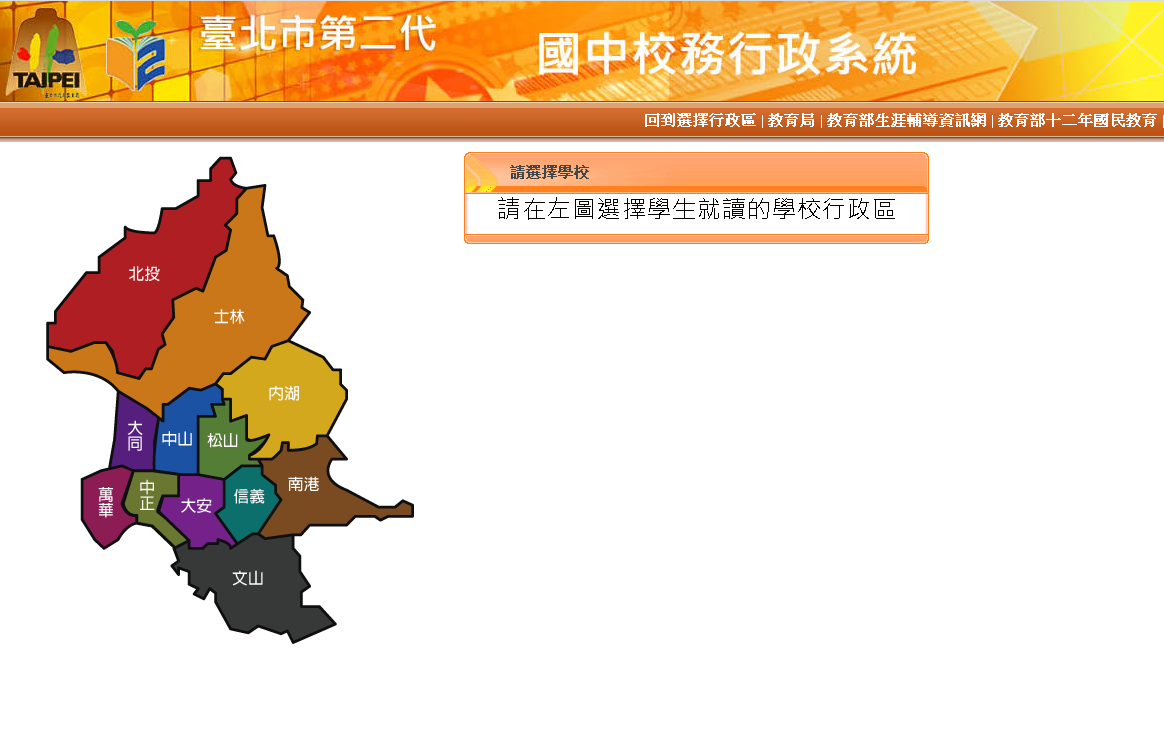 臺北市第二代
國中校務行政系統
TAIPEI
回到選擇行政區 | 教育局 | 教育部生涯輔導資訊網 | 教育部十二年國民教育 |
請選擇學校
請在左圖選擇學生就讀的學校行政區
北投
士林
內湖
大同
中山
松山
南港
萬華
中正
大安
信義
文山